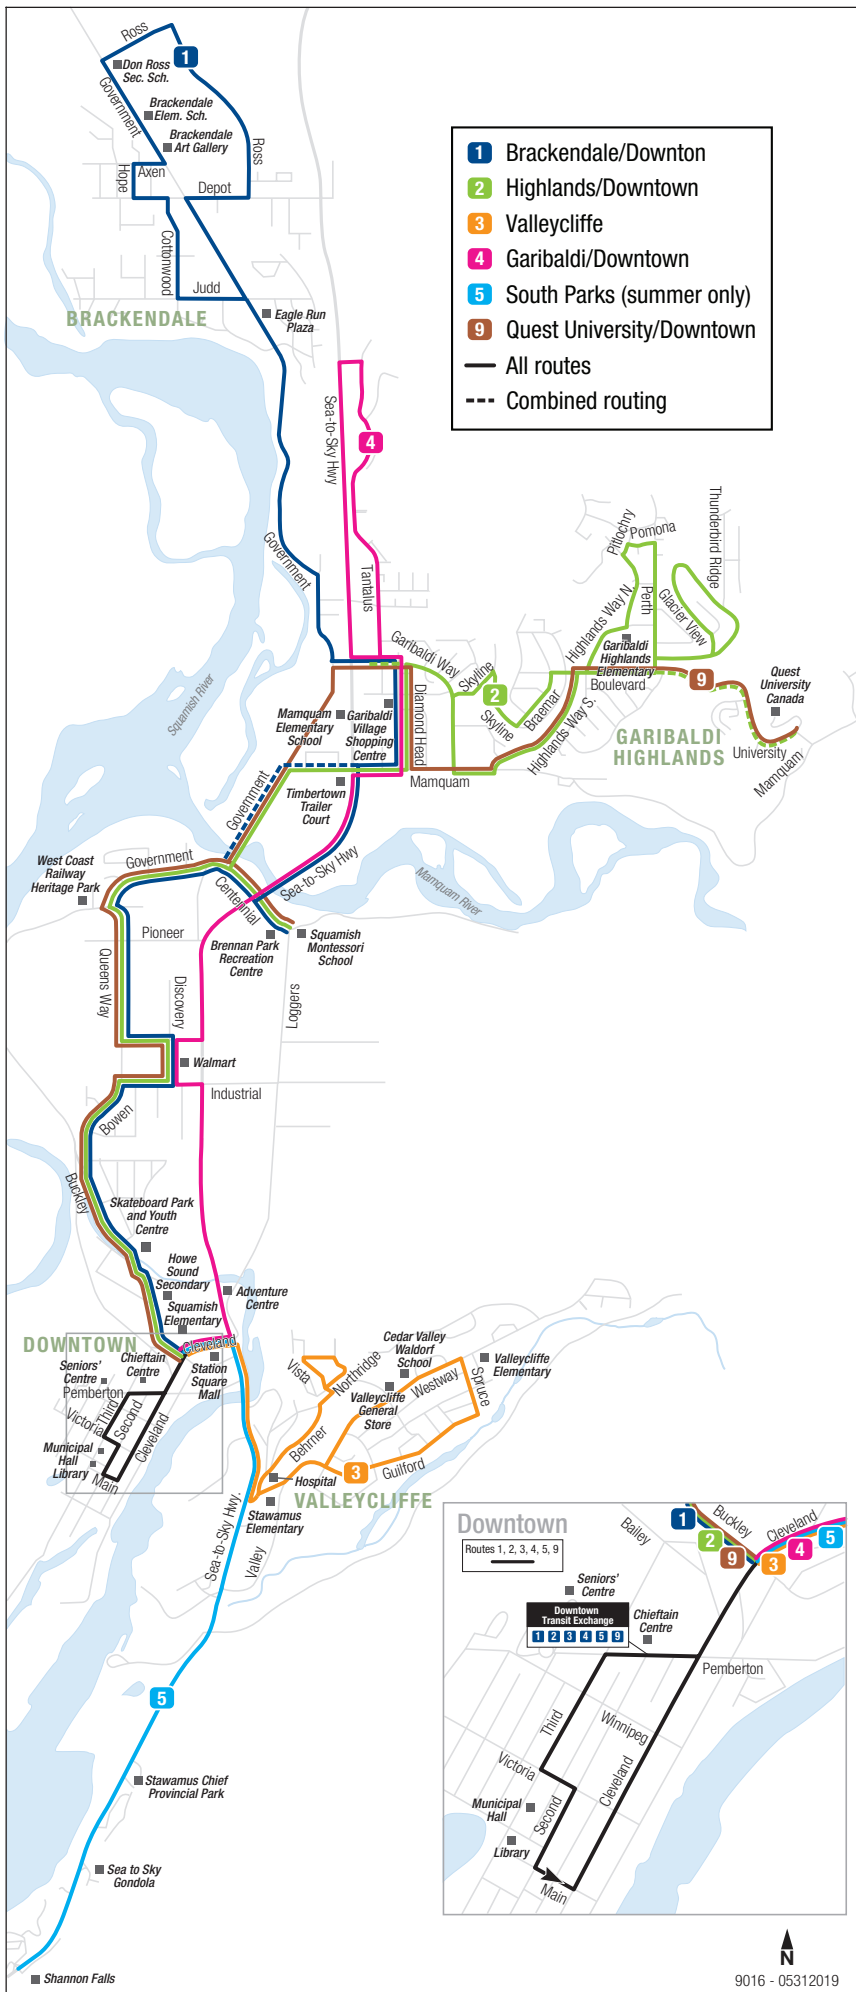 Ross
1
Don Ross
Sec. Sch.
Government
Brackendale
Elem. Sch.
Brackendale
Art Gallery
Ross
Hope
Axen
Depot
Cottonwood
Judd
BRACKENDALE
Eagle Run
Plaza
1 Brackendale/Downton
2 Highlands/Downtown
3 Valleycliffe
4 Garibaldi/Downtown
5 South Parks (summer only)
9 Quest University/Downtown
All routes
Combined routing
Sea-to-Sky Hwy
4
Government
Tantalus
Thunderbird Ridge
Pitlochry
Pomona
Highlands Way N.
Perth
Glacier View
Garibaldi Way
Skyline
2
Skyline
Braemar
Garibaldi
Highlands
Elementary
Boulevard
9
Highlands Way S.
Quest
University
Canada
GARIBALDI
HIGHLANDS
University
Mamquam
Squamish River
Diamond Head
Mamquam
Elementary
School
Garibaldi
Village
Shopping
Centre
Mamquam
Timbertown
Trailer
Court
Government
Government
West Coast
Railway
Heritage Park
Centennial
Sea-to-Sky Hwy
Mamquam River
Pioneer
Brennan Park
Recreation
Centre
Squamish
Montessori
School
Queens Way
Discovery
Loggers
Walmart
Industrial
Bowen
Buckley
Skateboard Park
and Youth
Centre
Howe
Sound
Secondary
Squamish
Elementary
Adventure
Centre
DOWNTOWN
Cleveland
Station
Square
Mall
Seniors'
Centre
Chieftain
Centre
Pemberton
Victoria
Third
Second
Cleveland
Municipal
Hall
Library
Main
Vista
Northridge
Cedar Valley
Waldorf
School
Valleycliffe
General
Store
Westway
Spruce
Valleycliffe
Elementary
Behrner
3
Guilford
Hospital
VALLEYCLIFFE
Stawamus
Elementary
Sea-to-Sky Hwy.
Valley
5
Stawamus Chief
Provincial Park
Sea to Sky
Gondola
Shannon Falls
Downtown
Routes 1, 2, 3, 4, 5, 9
Bailey
Buckley
Cleveland
1
2
9
3
4
5
Seniors'
Centre
Downtown
Transit Exchange
1 2 3 4 5 9
Chieftain
Centre
Pemberton
Third
Winnipeg
Victoria
Cleveland
Municipal
Hall
Second
Library
Main
N
9016 - 05312019